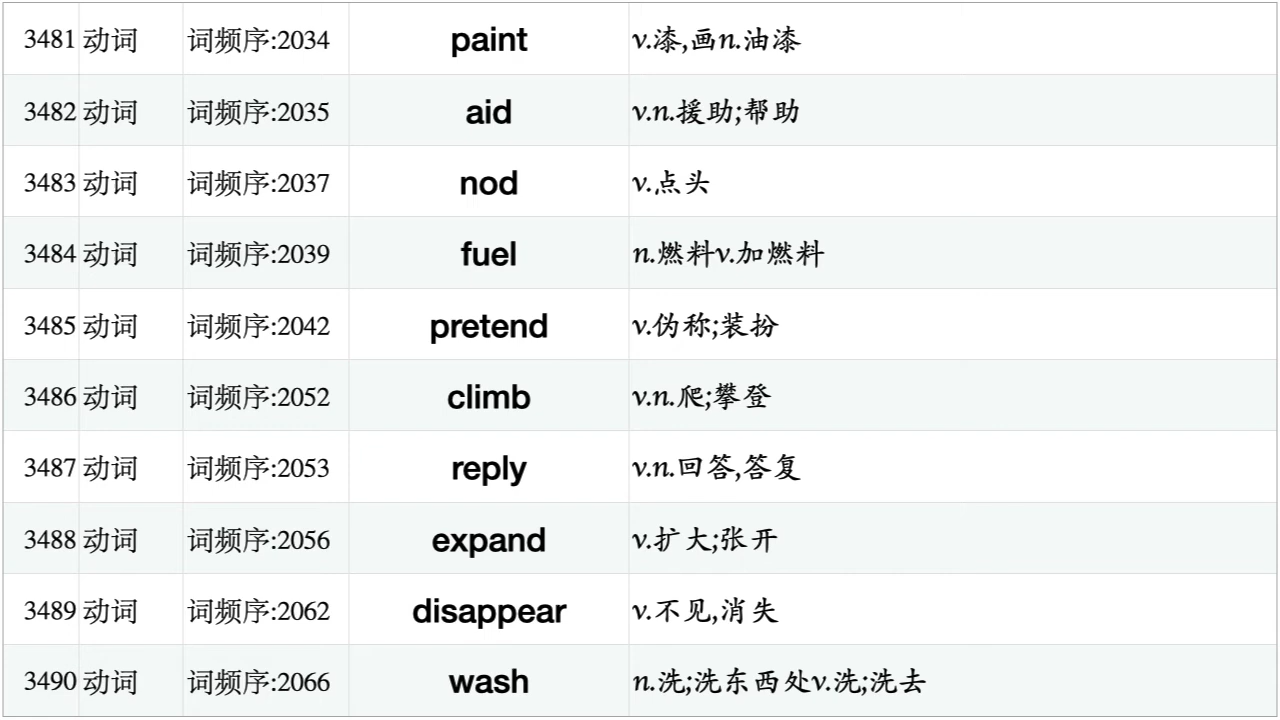 3481 动词 词频序:2034 paint v.漆,画n.油漆
3482 动词 词频序:2035 aid v.n.援助;帮助
3483 动词 词频序:2037 nod v.点头
3484 动词 词频序:2039 fuel n.燃料v.加燃料
3485 动词 词频序:2042 pretend v.伪称;装扮
3486 动词 词频序:2052 climb v.n.爬;攀登
3487 动词 词频序:2053 reply v.n.回答,答复
3488 动词 词频序:2056 expand v.扩大;张开
3489 动词 词频序:2062 disappear v.不见,消失
3490 动词 词频序:2066 wash n.洗;洗东西处v.洗;洗去